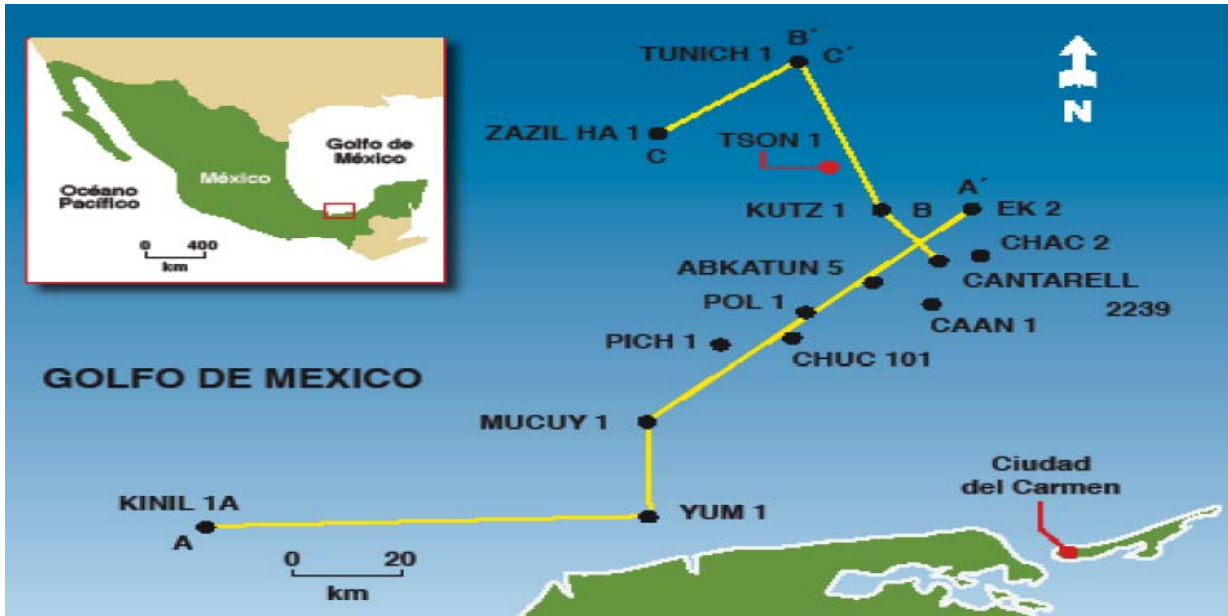 Golfo de
México
México
Océano
Pacífico
0 400
km
B´
TUNICH 1
C´
N
ZAZIL HA 1
C
TSON 1
A´
KUTZ 1
B
EK 2
CHAC 2
ABKATUN 5
CANTARELL
2239
POL 1
CAAN 1
PICH 1
CHUC 101
GOLFO DE MEXICO
MUCUY 1
Ciudad
del Carmen
KINIL 1A
A
YUM 1
0 20
km